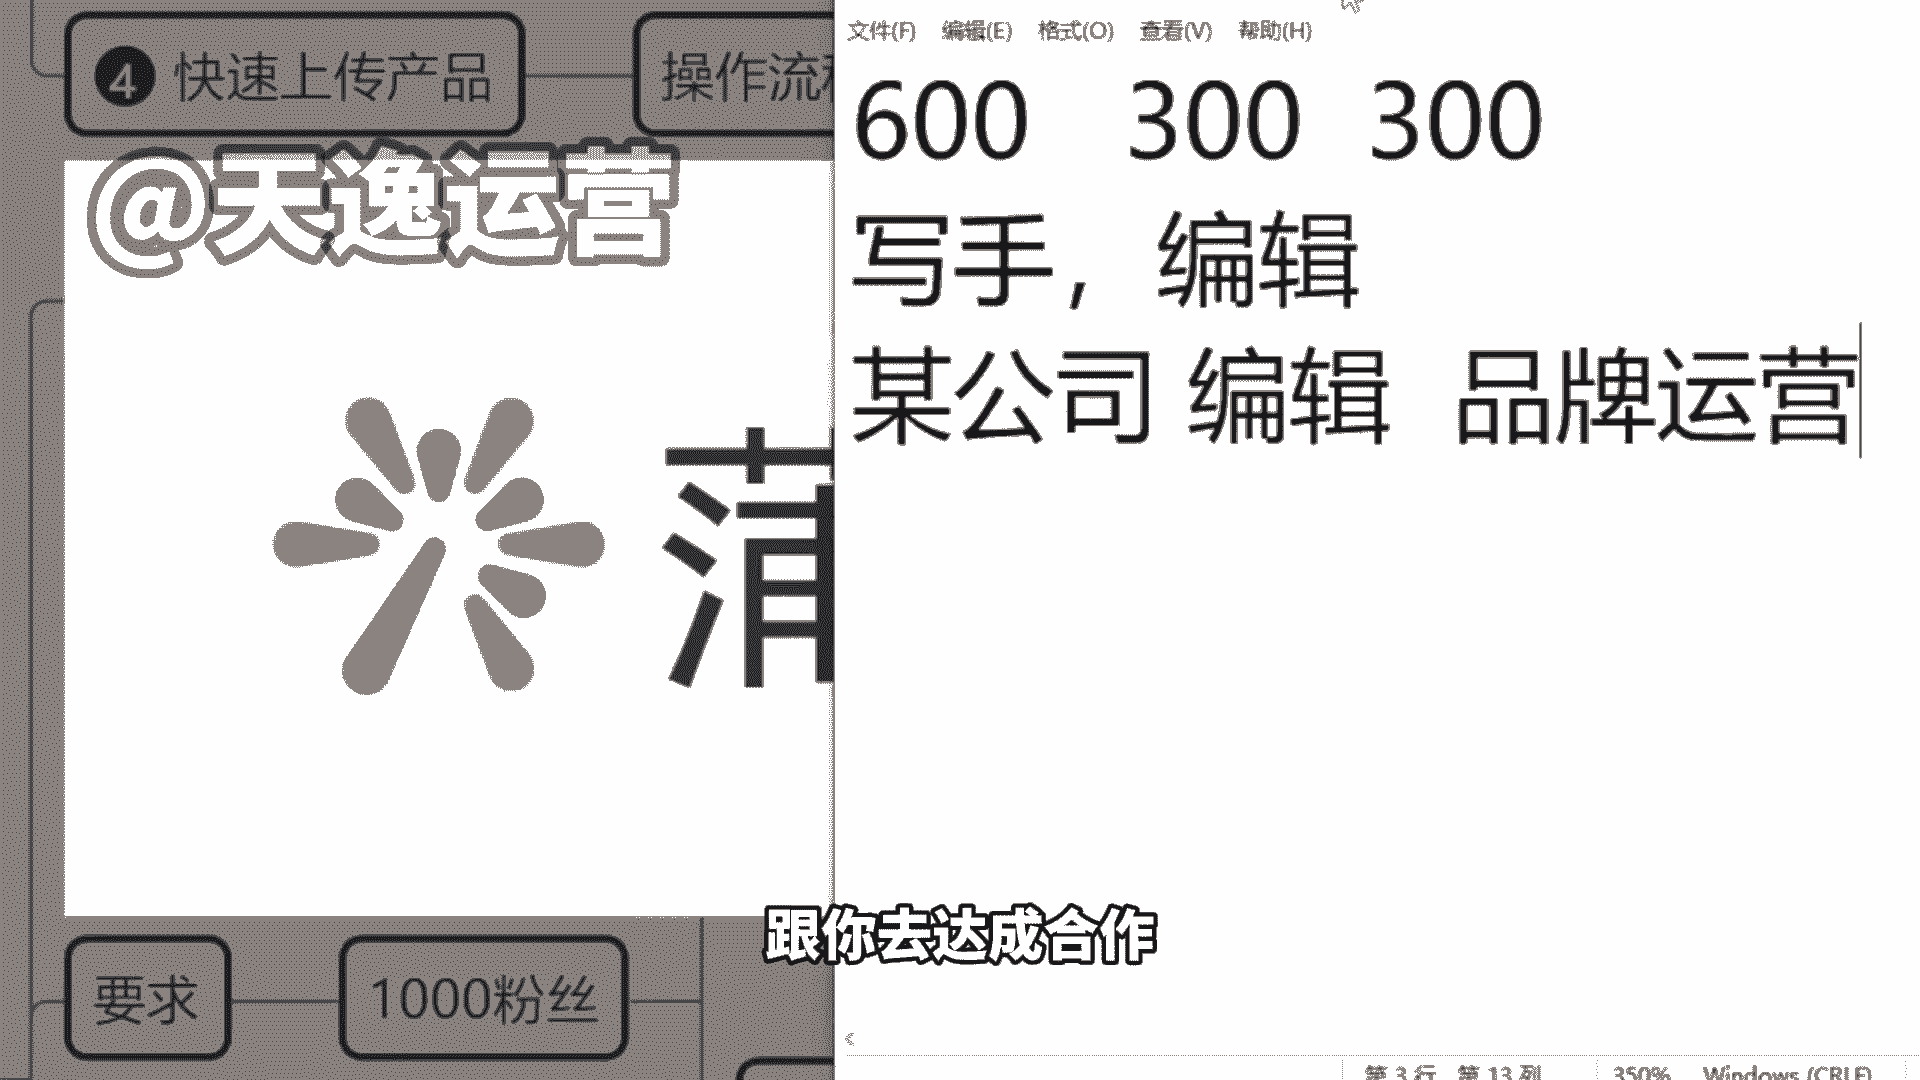 4 快速上传产品
操作流
@天逸运营
文件(F) 编辑(E) 格式(O) 查看(V) 帮助(H)
600 300 300
写手，编辑
某公司 编辑 品牌运营
蒲
跟你去达成合作
要求
1000粉丝
第 3 行，第 13 列
350%
Windows (CRLF)